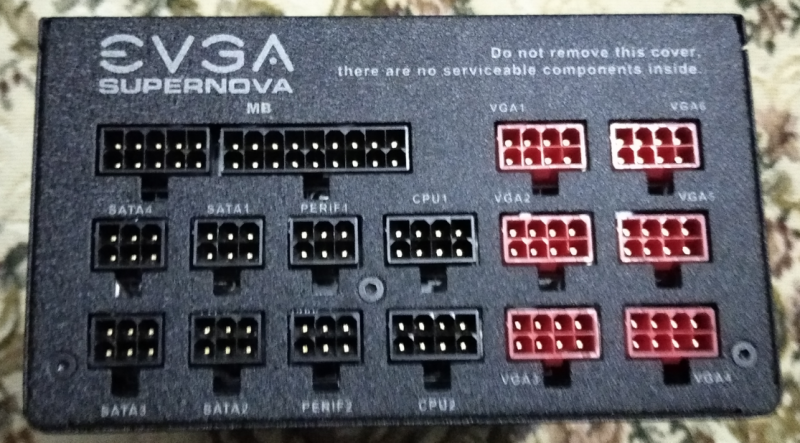 EVGA
SUPERNOVA
Do not remove this cover,
there are no serviceable components inside.
MB
VGA1
VGA6
SATA4
SATA1
PERIF1
CPU1
VGA2
VGA5
SATA3
SATA2
PERIF2
CPU2
VGA3
VGA4